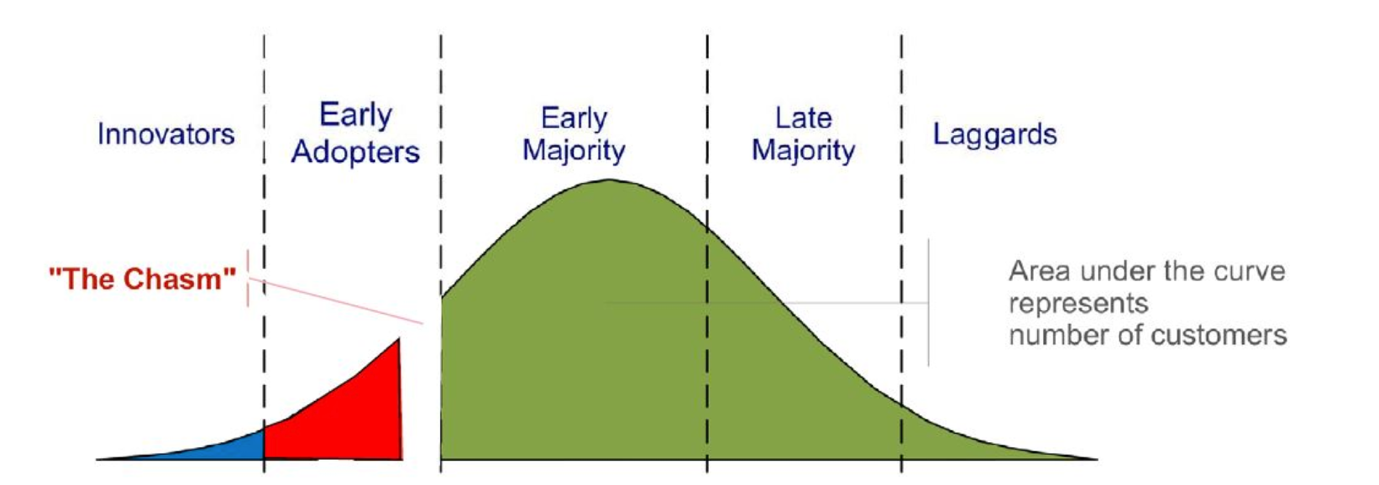 Innovators
Early
Adopters
Early
Majority
Late
Majority
Laggards
"The Chasm"
Area under the curve
represents
number of customers